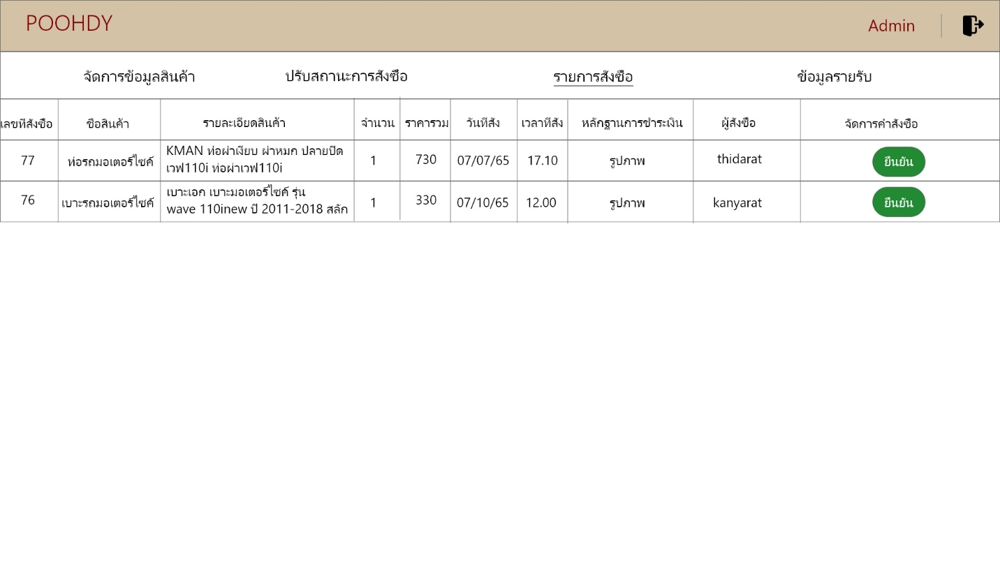 POOHDY
Admin
จัดการข้อมูลสินค้า ปรับสถานะการสั่งซื้อ รายการสั่งซื้อ ข้อมูลรายรับ
เลขที่สั่งซื้อ ชื่อสินค้า รายละเอียดสินค้า จำนวน ราคารวม วันที่สั่ง เวลาที่สั่ง หลักฐานการชำระเงิน ผู้สั่งซื้อ จัดการคำสั่งซื้อ
77 ท่อรถมอเตอร์ไซค์ KMAN ท่อผ่าเงียบ ผ่าหมก ปลายปิด
เวฟ110i ท่อผ่าเวฟ110i
1 730 07/07/65 17.10 รูปภาพ thidarat ยืนยัน
76 เบาะรถมอเตอร์ไซค์ เบาะเอก เบาะมอเตอร์ไซค์ รุ่น
wave 110inew ปี 2011-2018 สลัก
1 330 07/10/65 12.00 รูปภาพ kanyarat ยืนยัน